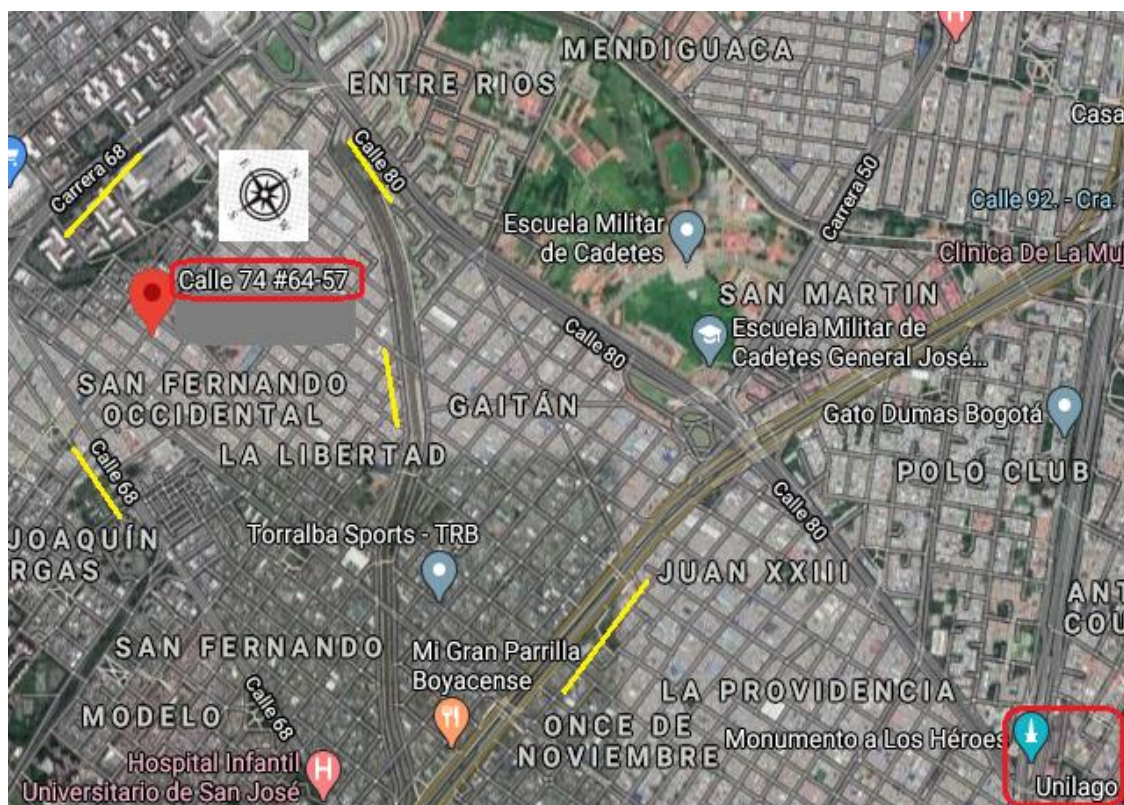 MENDIGUACA
ENTRE RIOS
Casa
Carrera 68
Calle 80
Carrera 50
Calle 92. - Cra.
Escuela Militar
de Cadetes
Clinica De La Muj
Calle 74 #64-57
SAN MARTIN
Calle 80
Escuela Militar de
Cadetes General José...
SAN FERNANDO
OCCIDENTAL
GAITÁN
Gato Dumas Bogotá
LA LIBERTAD
Calle 68
POLO CLUB
Calle 80
JOAQUÍN
RGAS
Torralba Sports - TRB
JUAN XXIII
ANT
COU
SAN FERNANDO
Mi Gran Parrilla
Boyacense
Calle 68
LA PROVIDENCIA
MODELO
ONCE DE
NOVIEMBRE
Monumento a Los Héroes
Hospital Infantil
Universitario de San José
Unilago
H
H